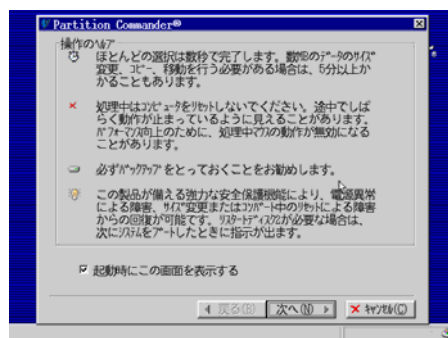 Partition Commander®
操作のﾍﾙﾌﾟ
ほとんどの選択は数秒で完了します。数MBのﾃﾞｰﾀのｻｲｽﾞ
変更、ｺﾋﾟｰ、移動を行う必要がある場合は、5分以上か
かることもあります。
処理中はｺﾝﾋﾟｭｰﾀをﾘｾｯﾄしないでください。途中でしば
らく動作が止まっているように見えることがあります。
ﾊﾟﾌｫｰﾏﾝｽ向上のために、処理中ﾏｳｽの動作が無効になる
ことがあります。
必ずﾊﾞｯｸｱｯﾌﾟをとっておくことをお勧めします。
この製品が備える強力な安全保護機能により、電源異常
による障害、ｻｲｽﾞ変更またはｺﾝﾊﾞｰﾄ中のﾘｾｯﾄによる障害
からの回復が可能です。ﾘｽﾀｰﾄﾃﾞｨｽｸ2が必要な場合は、
次にｼｽﾃﾑをﾌﾞｰﾄしたときに指示が出ます。
起動時にこの画面を表示する
戻る(B) 次へ(N) ｷｬﾝｾﾙ(C)